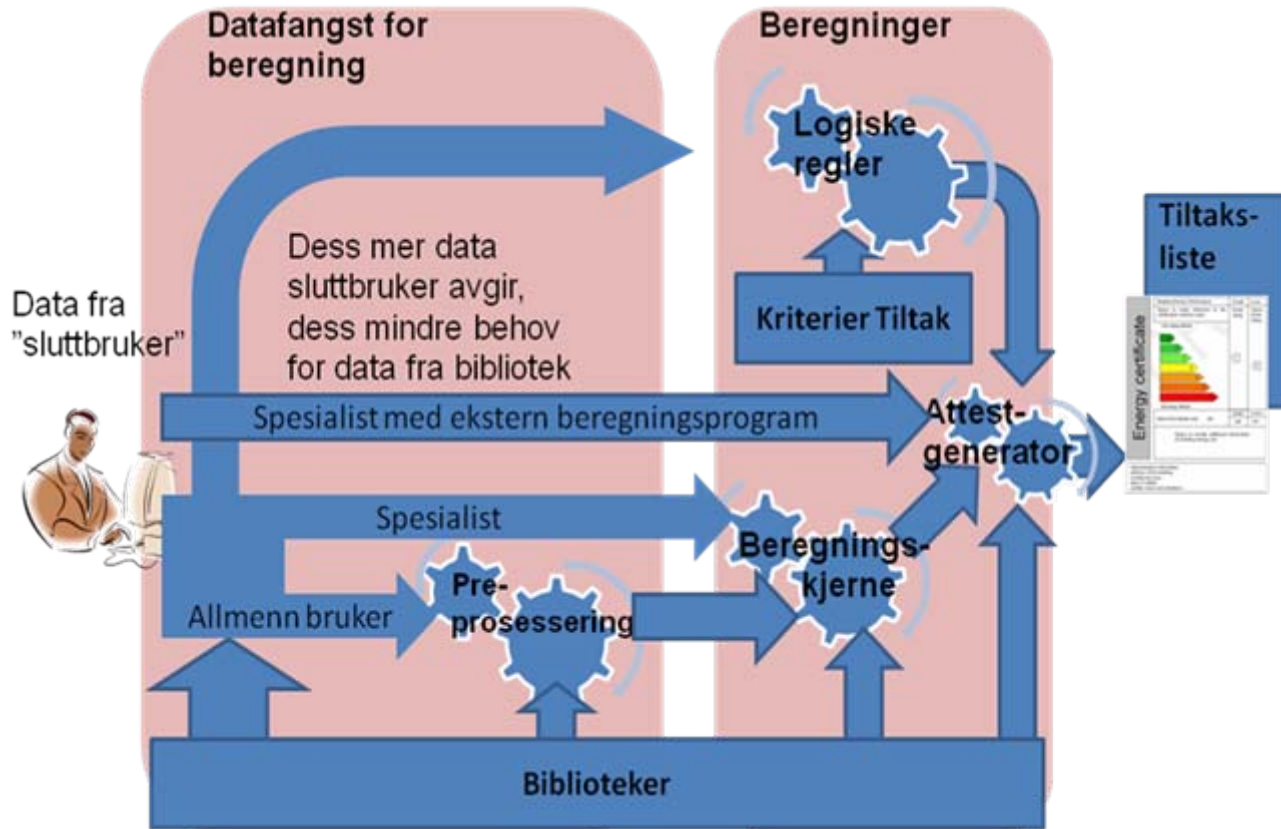 Datafangst for
beregning
Beregninger
Logiske
regler
Tiltaks-
liste
Dess mer data
sluttbruker avgir,
dess mindre behov
for data fra bibliotek
Data fra
”sluttbruker”
Kriterier Tiltak
Energy certificate
Spesialist med ekstern beregningsprogram
Attest-
generator
Spesialist
Beregnings-
kjerne
Pre-
prosessering
Allmenn bruker
Biblioteker